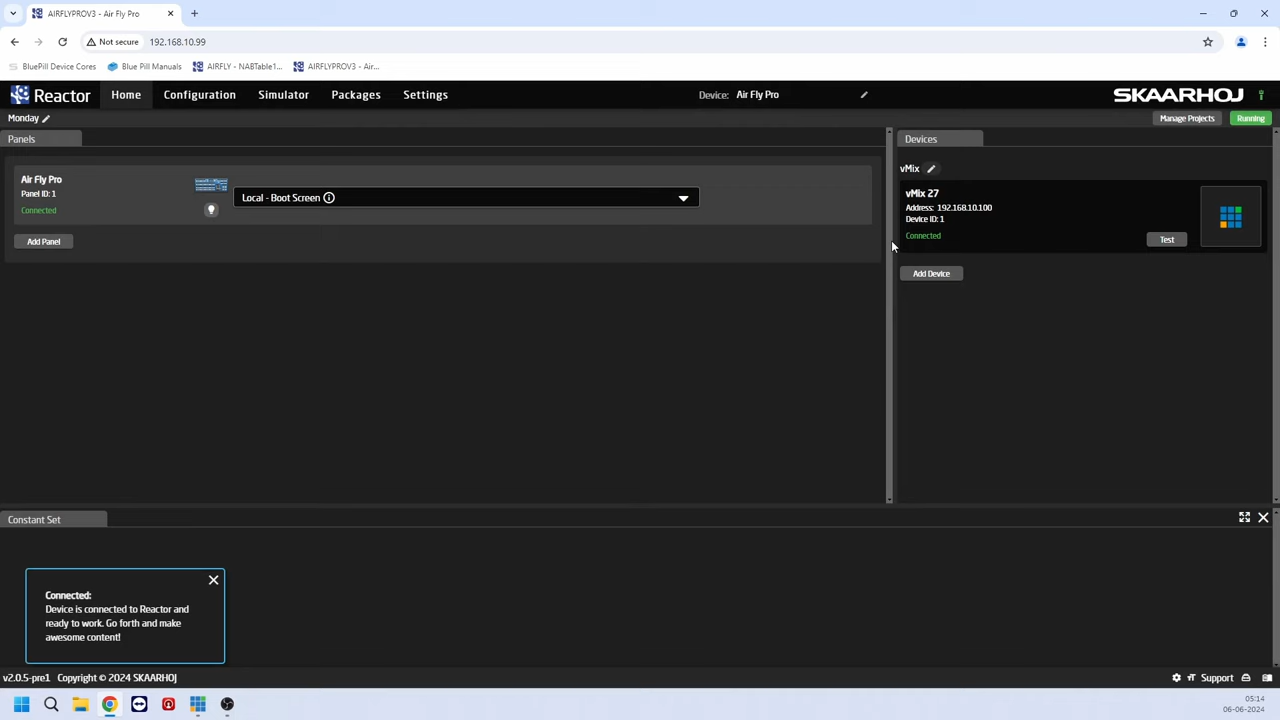 AIRFLYPROV3 - Air Fly Pro
Not secure
192.168.10.99
BluePill Device Cores
Blue Pill Manuals
AIRFLY - NABTable1...
AIRFLYPROV3 - Air...
Reactor
Home
Configuration
Simulator
Packages
Settings
Device:
Air Fly Pro
SKAARHOJ
Monday
Manage Projects
Running
Panels
Air Fly Pro
Panel ID: 1
Connected
Local - Boot Screen
Add Panel
Devices
vMix
vMix 27
Address: 192.168.10.100
Device ID: 1
Connected
Test
Add Device
Constant Set
Connected:
Device is connected to Reactor and
ready to work. Go forth and make
awesome content!
v2.0.5-pre1 Copyright © 2024 SKAARHOJ
Support
05:14
06-06-2024